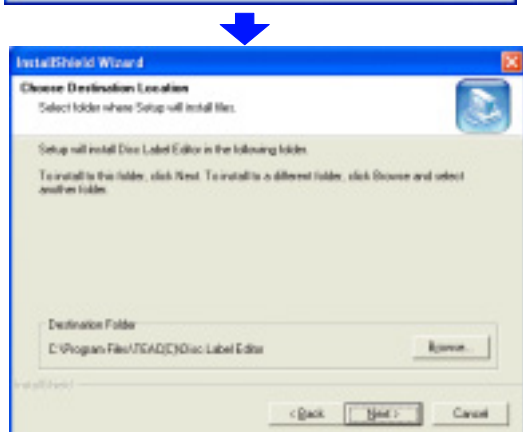 InstallShield Wizard
Choose Destination Location
Select folder where Setup will install files.
Setup will install Disc Label Editor in the following folder.
To install to this folder, click Next. To install to a different folder, click Browse and select
another folder.
Destination Folder
C:\Program Files\TEAC\Disc Label Editor
Browse...
InstallShield
< Back
Next >
Cancel